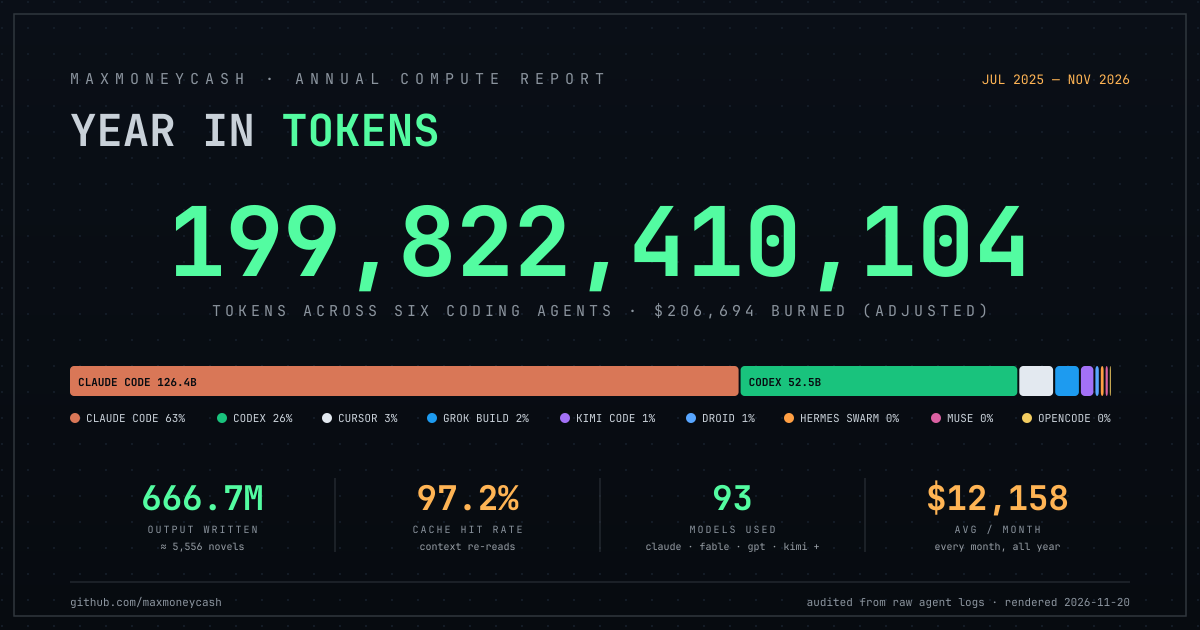 MAXMONEYCASH · ANNUAL COMPUTE REPORT
JUL 2025 — NOV 2026
YEAR IN TOKENS
199,822,410,104
TOKENS ACROSS SIX CODING AGENTS · $206,694 BURNED (ADJUSTED)
CLAUDE CODE 126.4B CODEX 52.5B
CLAUDE CODE 63% CODEX 26% CURSOR 3% GROK BUILD 2% KIMI CODE 1% DROID 1% HERMES SWARM 0% MUSE 0% OPENCODE 0%
666.7M 97.2% 93 $12,158
OUTPUT WRITTEN CACHE HIT RATE MODELS USED AVG / MONTH
≈ 5,556 novels context re-reads claude · fable · gpt · kimi + every month, all year
github.com/maxmoneycash audited from raw agent logs · rendered 2026-11-20